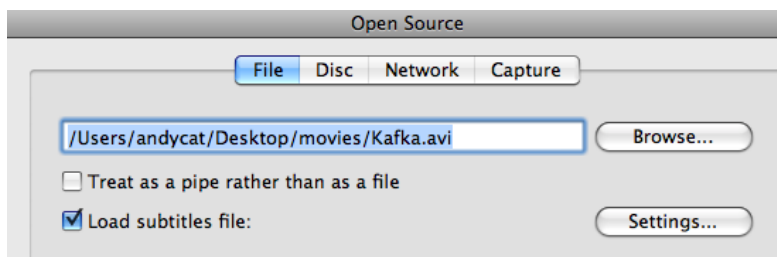 Open Source
File Disc Network Capture
/Users/andycat/Desktop/movies/Kafka.avi Browse...
Treat as a pipe rather than as a file
Load subtitles file: Settings...